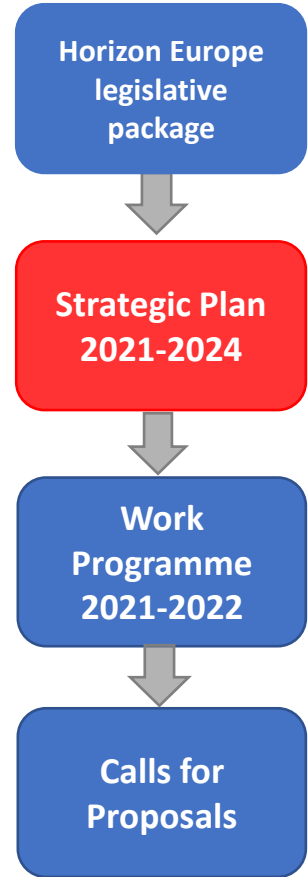 Horizon Europe
legislative
package
Strategic Plan
2021-2024
Work
Programme
2021-2022
Calls for
Proposals